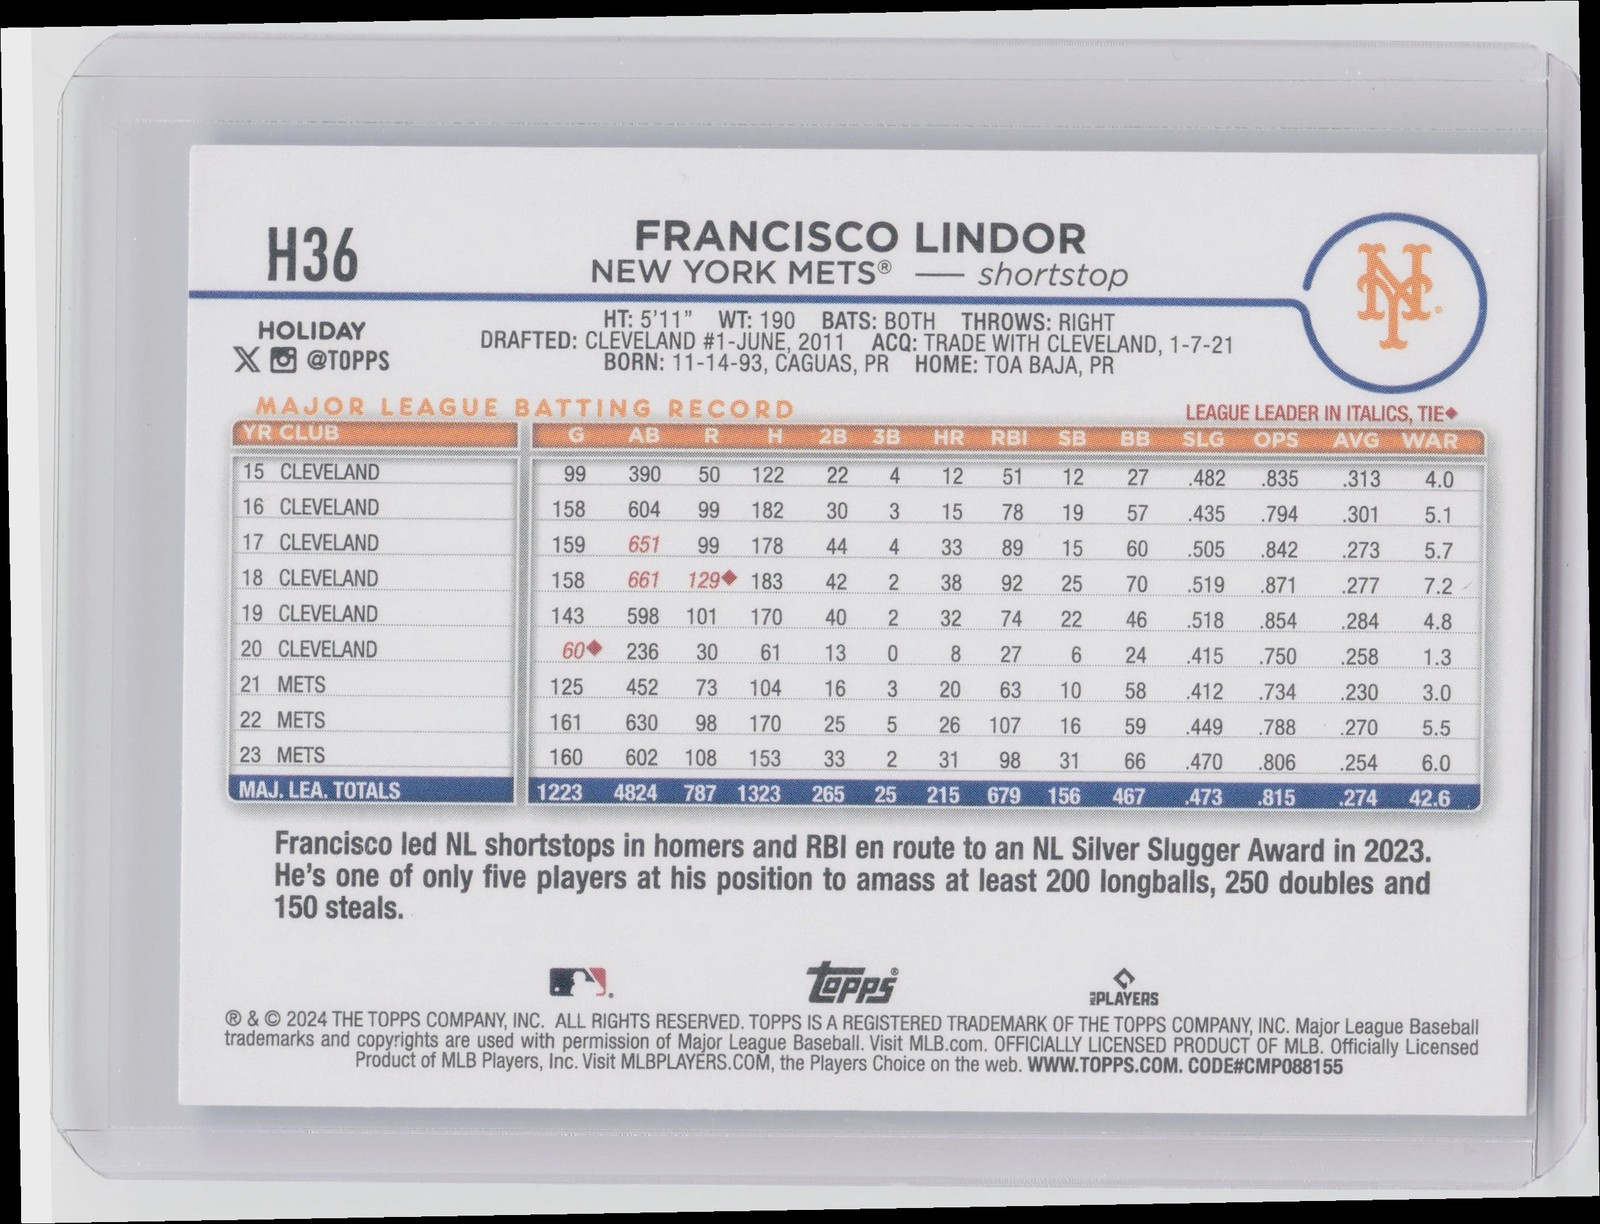 H36
FRANCISCO LINDOR
NEW YORK METS® — shortstop
NY
HOLIDAY
X @TOPPS
HT: 5'11" WT: 190 BATS: BOTH THROWS: RIGHT
DRAFTED: CLEVELAND #1-JUNE, 2011 ACQ: TRADE WITH CLEVELAND, 1-7-21
BORN: 11-14-93, CAGUAS, PR HOME: TOA BAJA, PR
MAJOR LEAGUE BATTING RECORD LEAGUE LEADER IN ITALICS, TIE◆
YR CLUB G AB R H 2B 3B HR RBI SB BB SLG OPS AVG WAR
15 CLEVELAND 99 390 50 122 22 4 12 51 12 27 .482 .835 .313 4.0
16 CLEVELAND 158 604 99 182 30 3 15 78 19 57 .435 .794 .301 5.1
17 CLEVELAND 159 651 99 178 44 4 33 89 15 60 .505 .842 .273 5.7
18 CLEVELAND 158 661 129◆ 183 42 2 38 92 25 70 .519 .871 .277 7.2
19 CLEVELAND 143 598 101 170 40 2 32 74 22 46 .518 .854 .284 4.8
20 CLEVELAND 60◆ 236 30 61 13 0 8 27 6 24 .415 .750 .258 1.3
21 METS 125 452 73 104 16 3 20 63 10 58 .412 .734 .230 3.0
22 METS 161 630 98 170 25 5 26 107 16 59 .449 .788 .270 5.5
23 METS 160 602 108 153 33 2 31 98 31 66 .470 .806 .254 6.0
MAJ. LEA. TOTALS 1223 4824 787 1323 265 25 215 679 156 467 .473 .815 .274 42.6
Francisco led NL shortstops in homers and RBI en route to an NL Silver Slugger Award in 2023.
He's one of only five players at his position to amass at least 200 longballs, 250 doubles and
150 steals.
Topps® MLB PLAYERS
® & © 2024 THE TOPPS COMPANY, INC. ALL RIGHTS RESERVED. TOPPS IS A REGISTERED TRADEMARK OF THE TOPPS COMPANY, INC. Major League Baseball
trademarks and copyrights are used with permission of Major League Baseball. Visit MLB.com. OFFICIALLY LICENSED PRODUCT OF MLB. Officially Licensed
Product of MLB Players, Inc. Visit MLBPLAYERS.COM, the Players Choice on the web. WWW.TOPPS.COM. CODE#CMP088155